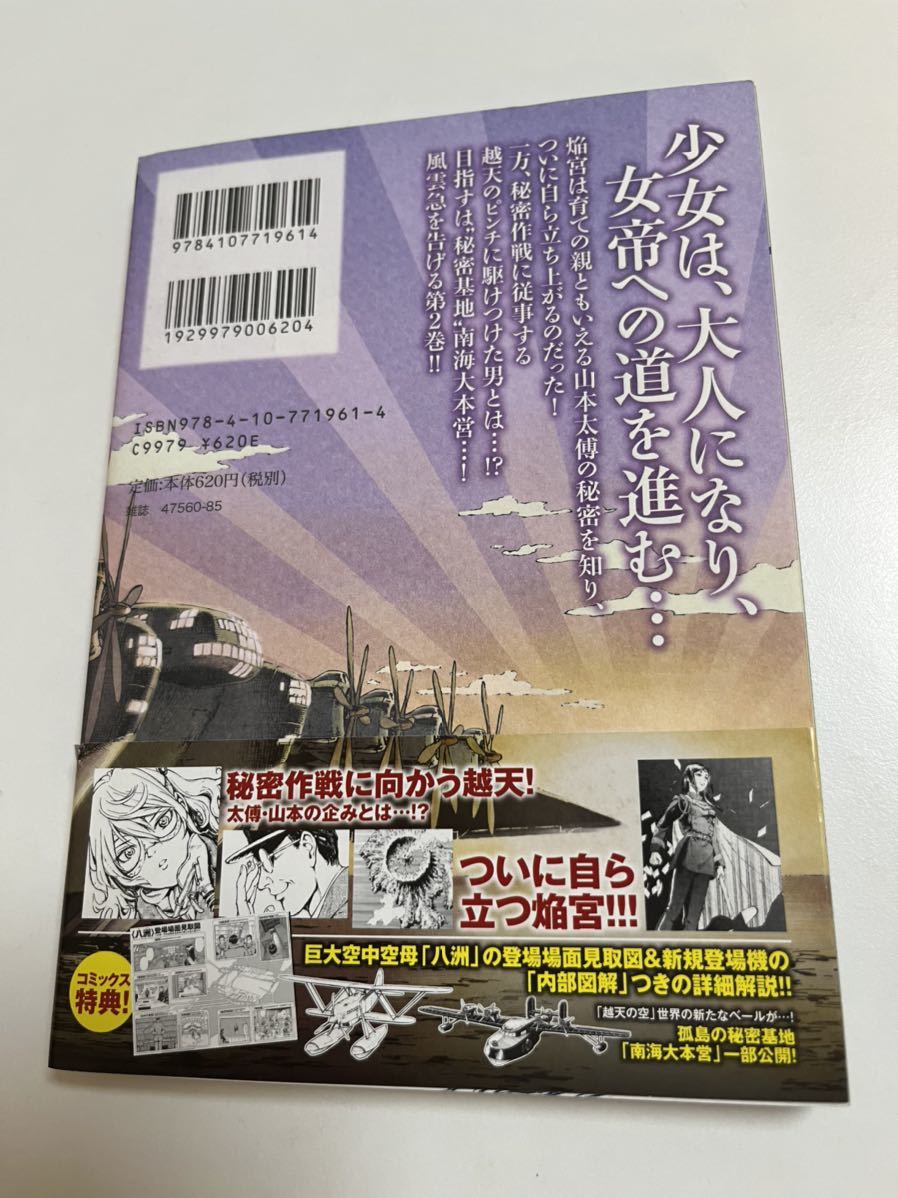 少女は、大人になり、
女帝への道を進む…
焔宮は育ての親ともいえる山本太傅の秘密を知り、
ついに自ら立ち上がるのだった！
一方、秘密作戦に従事する
越天のピンチに駆けつけた男とは…!?
目指すは“秘密基地”南海大本営…！
風雲急を告げる第2巻!!
9784107719614
1929979006204
ISBN978-4-10-771961-4
C9979 ¥620E
定価:本体620円(税別)
雑誌 47560-85
秘密作戦に向かう越天!
太傅・山本の企みとは…!?
ついに自ら
立つ焔宮!!!
〈八洲〉登場場面見取図
コミックス
特典!
巨大空中空母「八洲」の登場場面見取図&新規登場機の
「内部図解」つきの詳細解説!!
「越天の空」世界の新たなベールが…!
孤島の秘密基地
「南海大本営」一部公開!